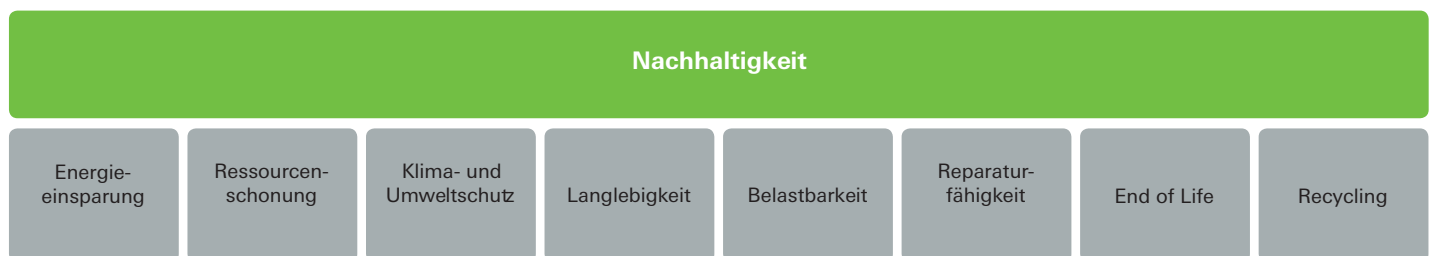 Nachhaltigkeit
Energie-
einsparung
Ressourcen-
schonung
Klima- und
Umweltschutz
Langlebigkeit
Belastbarkeit
Reparatur-
fähigkeit
End of Life
Recycling